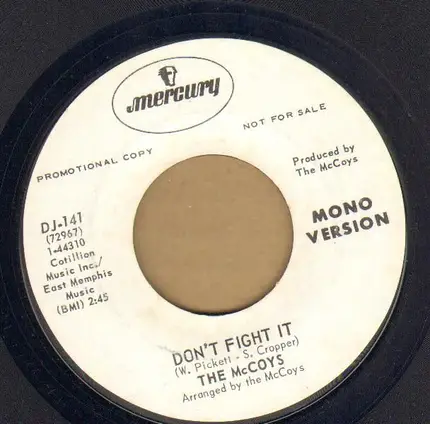 mercury
PROMOTIONAL COPY
NOT FOR SALE
Produced by
The McCoys
MONO
VERSION
DJ-141
(72967)
1-44310
Cotillion
Music Inc./
East Memphis
Music
(BMI) 2:45
DON'T FIGHT IT
(W. Pickett - S. Cropper)
THE McCOYS
Arranged by the McCoys